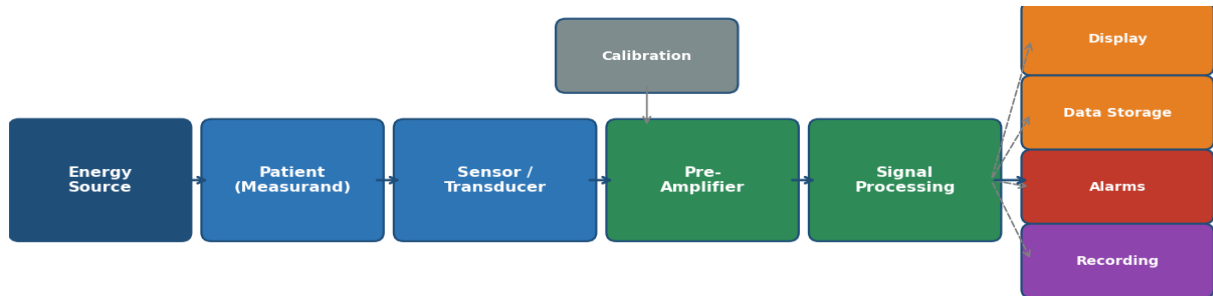 Calibration
Energy
Source
Patient
(Measurand)
Sensor /
Transducer
Pre-
Amplifier
Signal
Processing
Display
Data Storage
Alarms
Recording